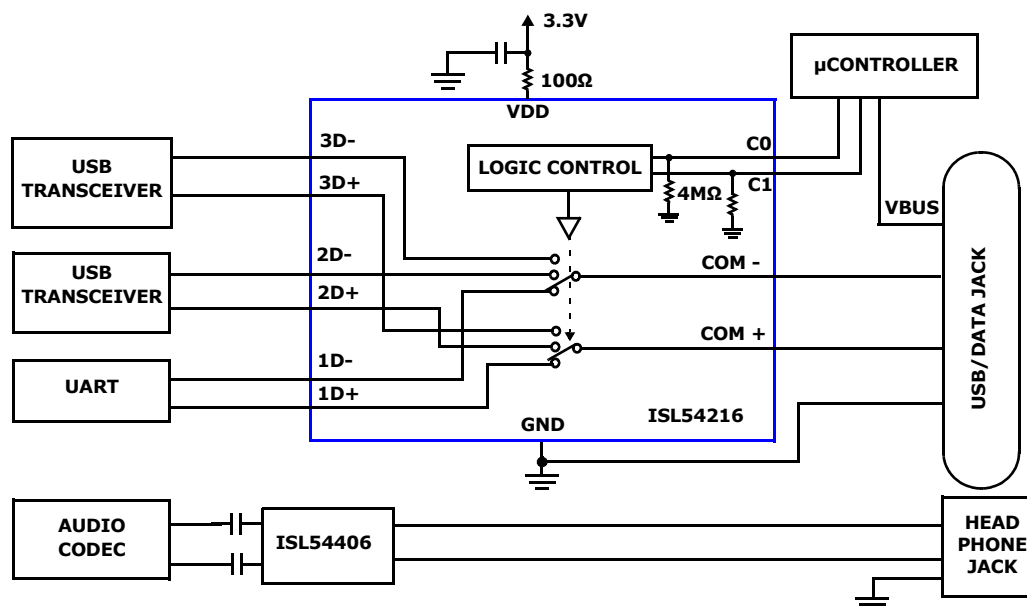 3.3V
100Ω
µCONTROLLER
VDD
3D-
C0
USB
TRANSCEIVER
LOGIC CONTROL
3D+
4MΩ
C1
VBUS
2D-
COM -
USB
TRANSCEIVER
2D+
COM +
USB/DATA JACK
1D-
UART
1D+
GND
ISL54216
AUDIO
CODEC
ISL54406
HEAD
PHONE
JACK